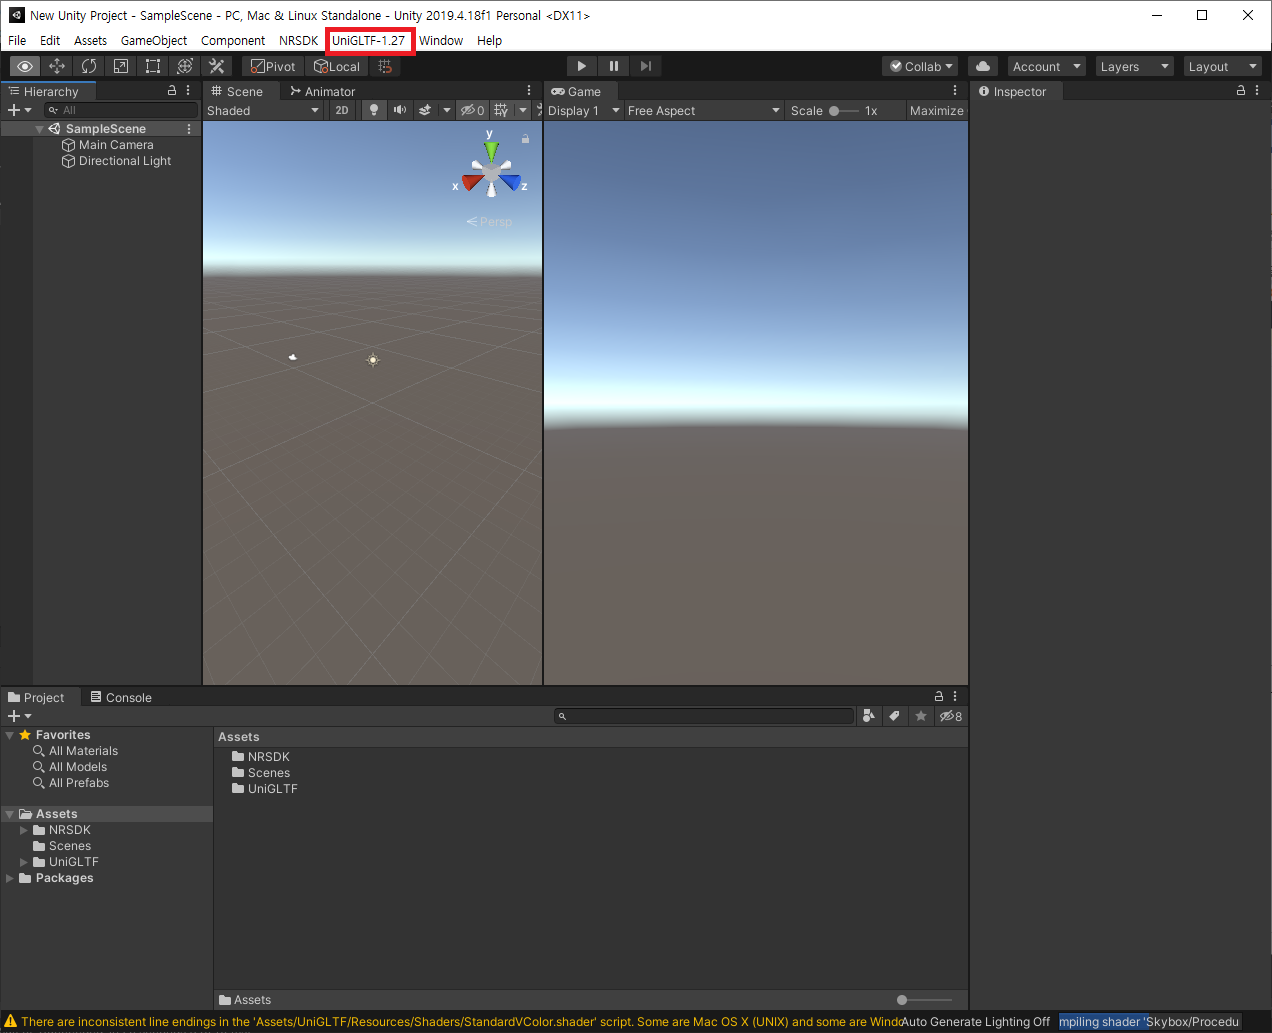 New Unity Project - SampleScene - PC, Mac & Linux Standalone - Unity 2019.4.18f1 Personal <DX11>
File Edit Assets GameObject Component NRSDK UniGLTF-1.27 Window Help
Pivot Local Collab Account Layers Layout
Hierarchy
All
SampleScene
Main Camera
Directional Light
Scene Animator
Shaded 2D 0
y
x z
Persp
Game
Display 1 Free Aspect Scale 1x Maximize
Inspector
Project Console
8
Favorites
All Materials
All Models
All Prefabs
Assets
NRSDK
Scenes
UniGLTF
Packages
Assets
NRSDK
Scenes
UniGLTF
Assets
There are inconsistent line endings in the 'Assets/UniGLTF/Resources/Shaders/StandardVColor.shader' script. Some are Mac OS X (UNIX) and some are Windo Auto Generate Lighting Off mpiling shader 'Skybox/Procedu